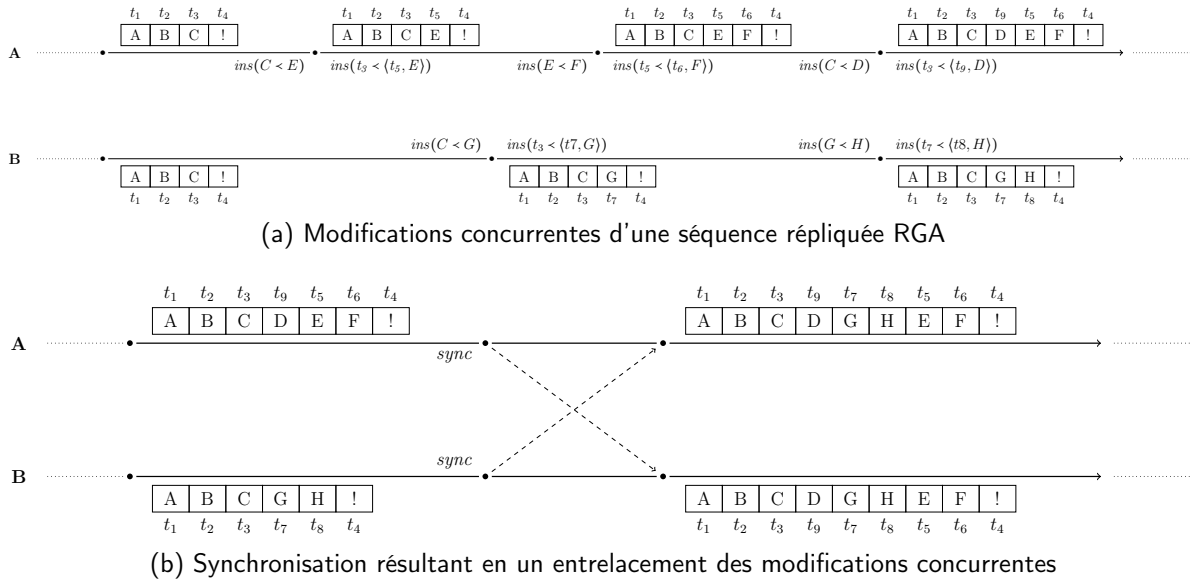 t₁ t₂ t₃ t₄ t₁ t₂ t₃ t₅ t₄ t₁ t₂ t₃ t₅ t₆ t₄ t₁ t₂ t₃ t₉ t₅ t₆ t₄
A B C ! A B C E ! A B C E F ! A B C D E F !
A
ins(C ≺ E) ins(t₃ ≺ ⟨t₅, E⟩) ins(E ≺ F) ins(t₅ ≺ ⟨t₆, F⟩) ins(C ≺ D) ins(t₃ ≺ ⟨t₉, D⟩)
ins(C ≺ G) ins(t₃ ≺ ⟨t7, G⟩) ins(G ≺ H) ins(t₇ ≺ ⟨t8, H⟩)
B
A B C ! A B C G ! A B C G H !
t₁ t₂ t₃ t₄ t₁ t₂ t₃ t₇ t₄ t₁ t₂ t₃ t₇ t₈ t₄
(a) Modifications concurrentes d'une séquence répliquée RGA
t₁ t₂ t₃ t₉ t₅ t₆ t₄ t₁ t₂ t₃ t₉ t₇ t₈ t₅ t₆ t₄
A B C D E F ! A B C D G H E F !
A
sync
sync
B
A B C G H ! A B C D G H E F !
t₁ t₂ t₃ t₇ t₈ t₄ t₁ t₂ t₃ t₉ t₇ t₈ t₅ t₆ t₄
(b) Synchronisation résultant en un entrelacement des modifications concurrentes